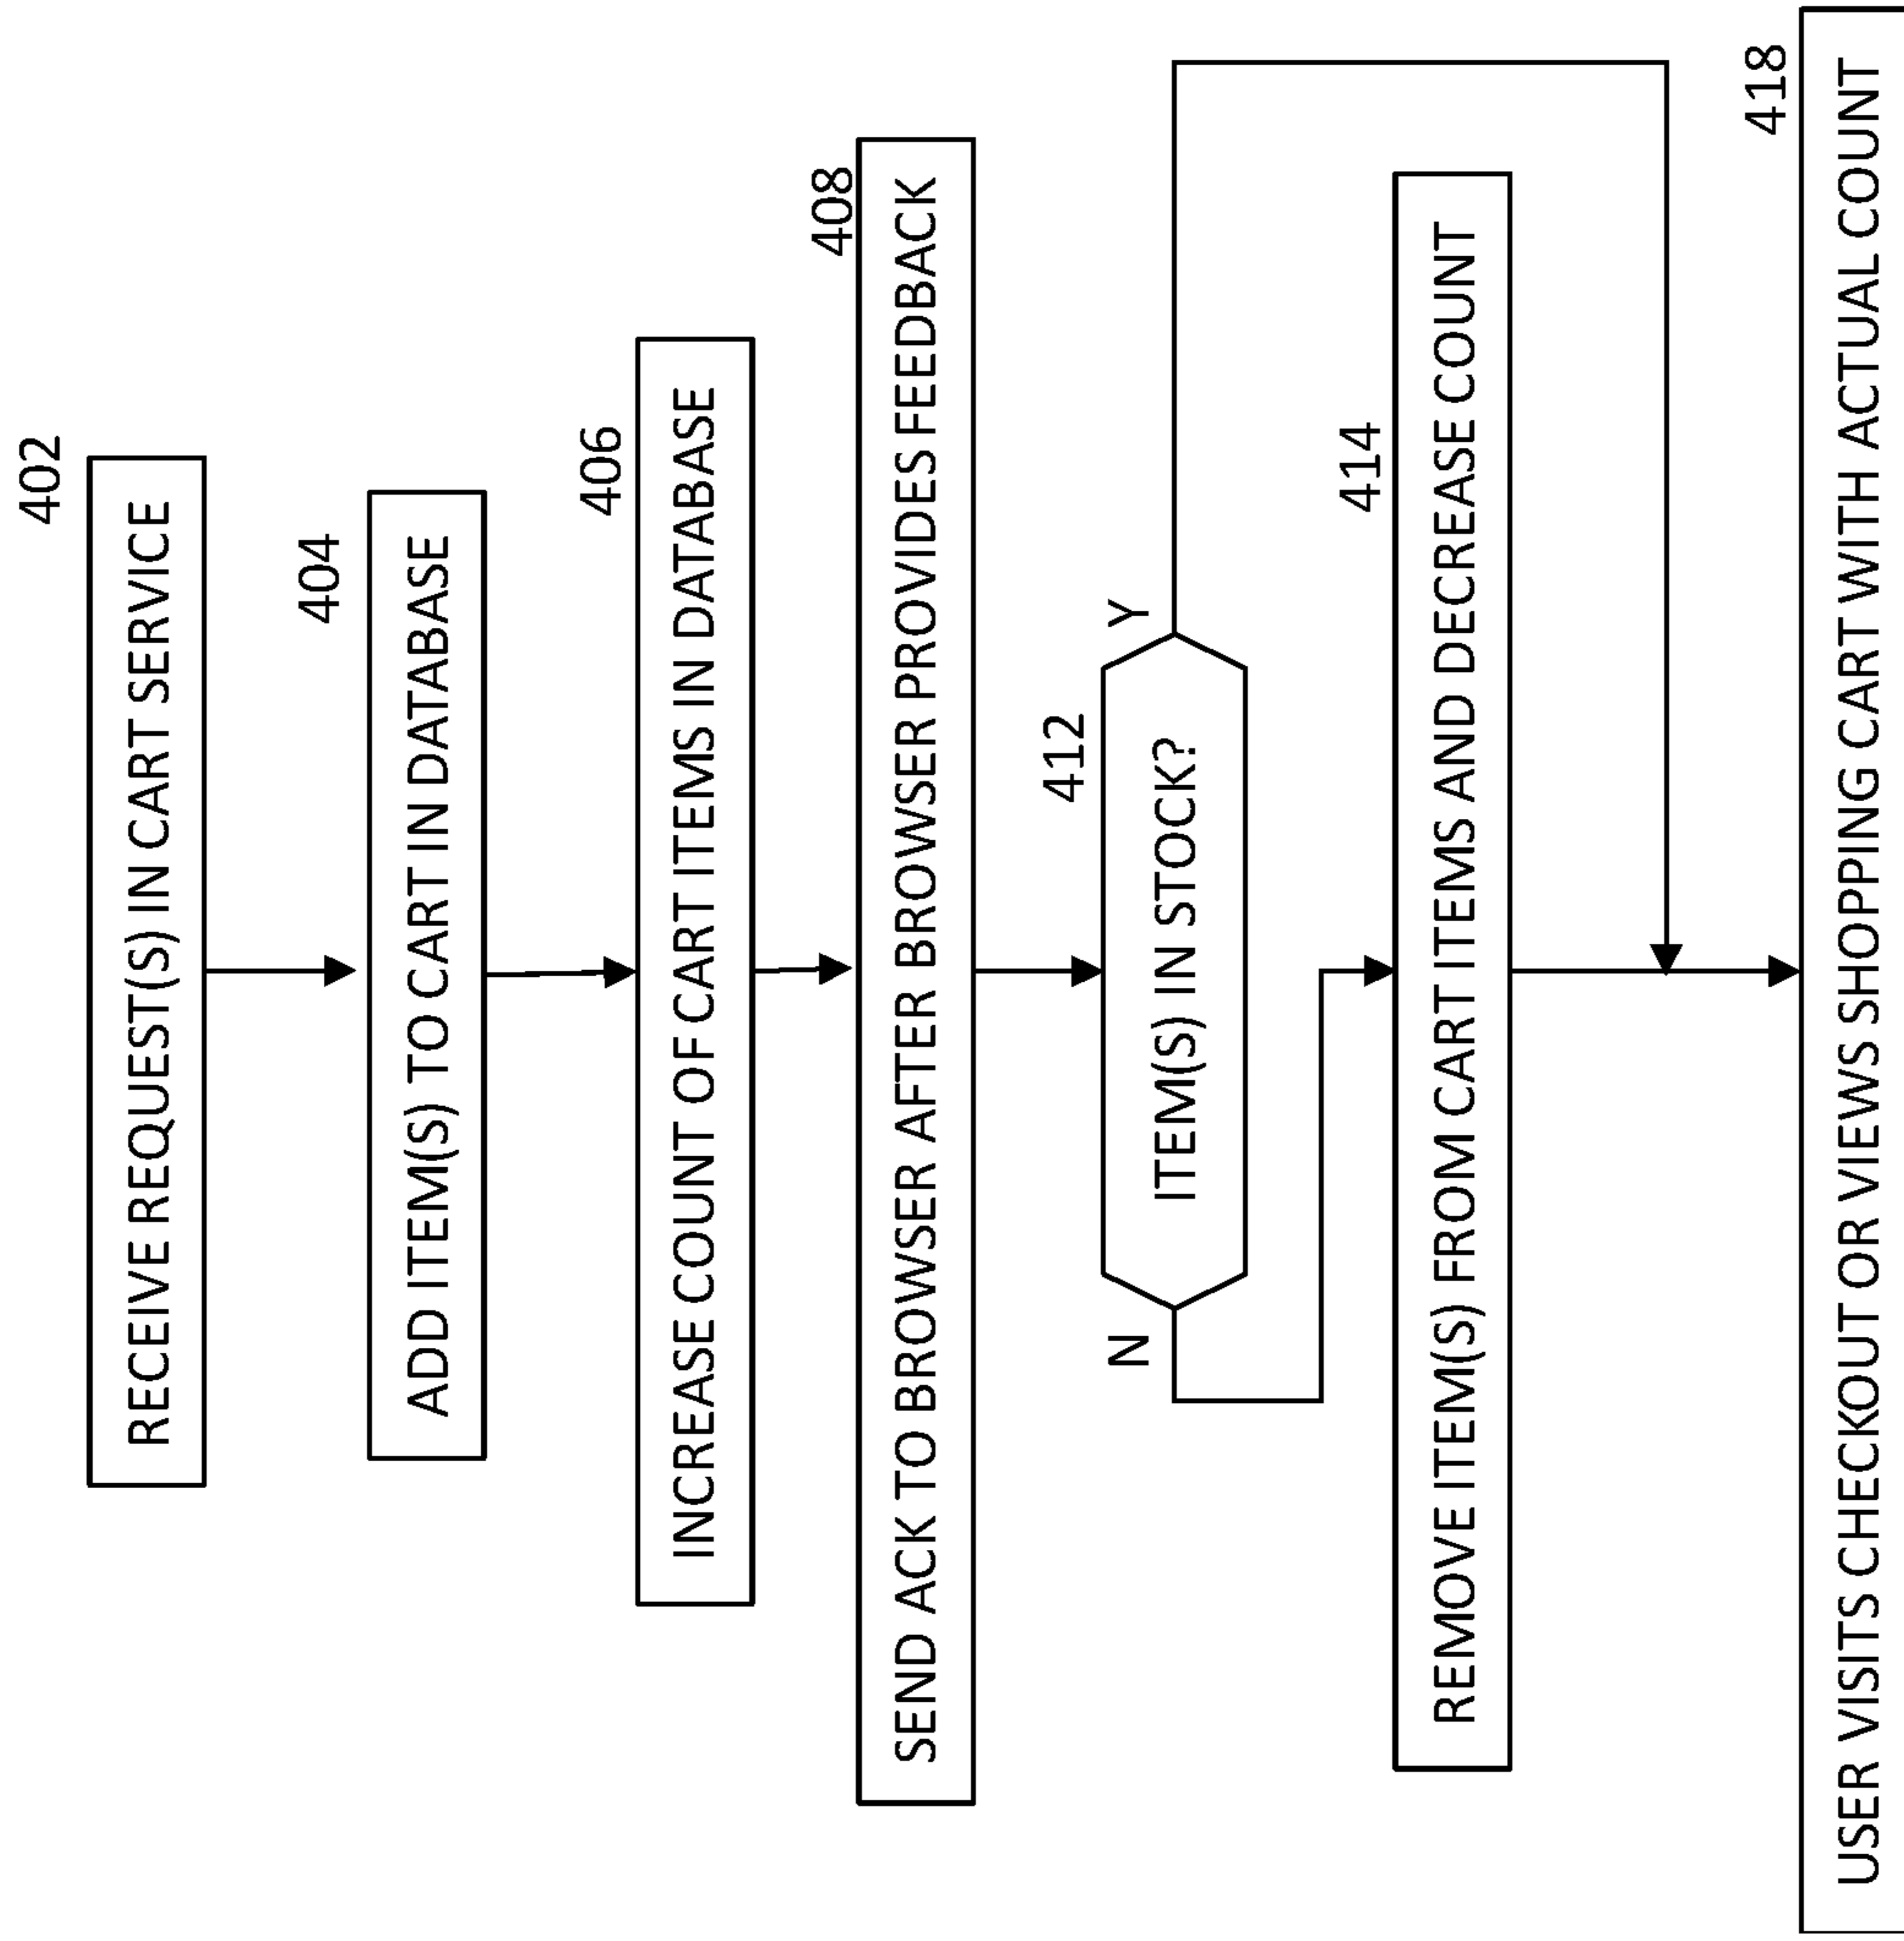 402
RECEIVE REQUEST(S) IN CART SERVICE
404
ADD ITEM(S) TO CART IN DATABASE
406
INCREASE COUNT OF CART ITEMS IN DATABASE
408
SEND ACK TO BROWSER AFTER BROWSER PROVIDES FEEDBACK
412
N
Y
ITEM(S) IN STOCK?
414
REMOVE ITEM(S) FROM CART ITEMS AND DECREASE COUNT
418
USER VISITS CHECKOUT OR VIEWS SHOPPING CART WITH ACTUAL COUNT